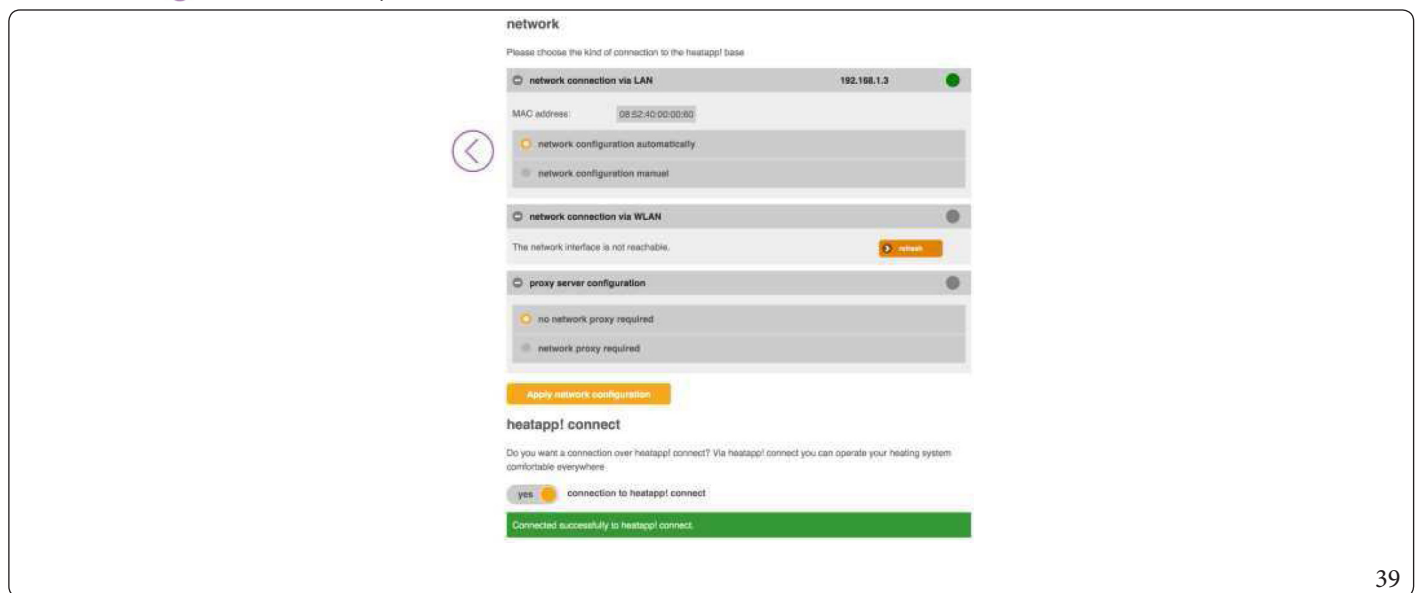 network
Please choose the kind of connection to the heatapp! base
network connection via LAN 192.168.1.3
MAC address: 08:52:40:00:00:60
network configuration automatically
network configuration manual
network connection via WLAN
The network interface is not reachable.
refresh
proxy server configuration
no network proxy required
network proxy required
Apply network configuration
heatapp! connect
Do you want a connection over heatapp! connect? Via heatapp! connect you can operate your heating system
comfortable everywhere
yes connection to heatapp! connect
Connected successfully to heatapp! connect.
39